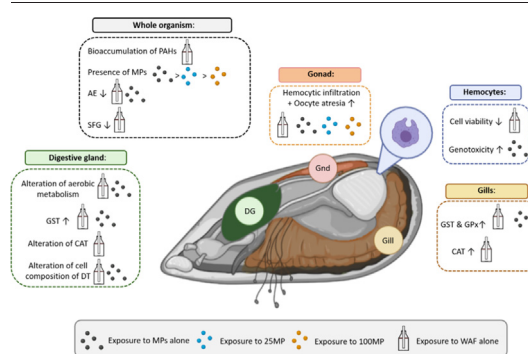 Whole organism:
Bioaccumulation of PAHs
Presence of MPs
>
>
AE ↓
SFG ↓
Gonad:
Hemocytic infiltration
+ Oocyte atresia ↑
Hemocytes:
Cell viability ↓
Genotoxicity ↑
Digestive gland:
Alteration of aerobic
metabolism
GST ↑
Alteration of CAT
Alteration of cell
composition of DT
Gnd
DG
Gill
Gills:
GST & GPx↑
CAT ↑
Exposure to MPs alone
Exposure to 25MP
Exposure to 100MP
Exposure to WAF alone